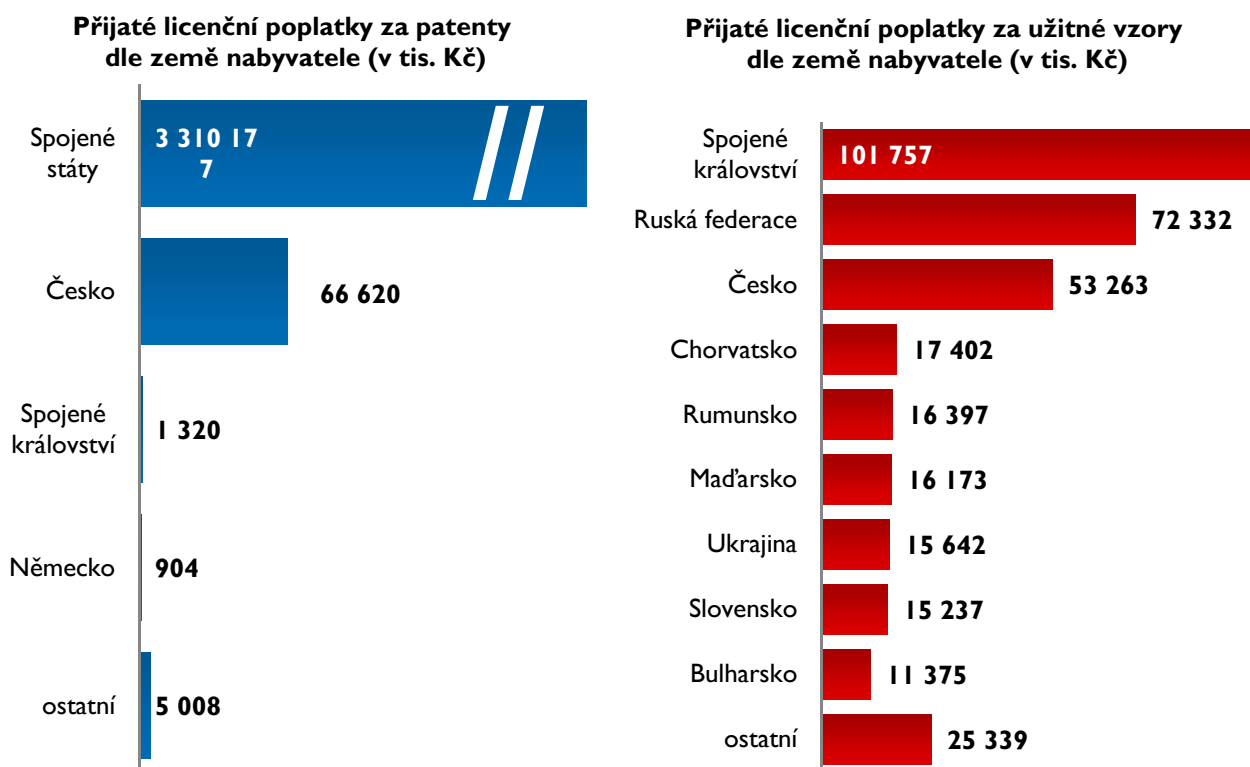 Přijaté licenční poplatky za patenty
dle země nabyvatele (v tis. Kč)
Spojené
státy
3 310 17
7
Česko
66 620
Spojené
království
1 320
Německo
904
ostatní
5 008
Přijaté licenční poplatky za užitné vzory
dle země nabyvatele (v tis. Kč)
Spojené
království
101 757
Ruská federace
72 332
Česko
53 263
Chorvatsko
17 402
Rumunsko
16 397
Maďarsko
16 173
Ukrajina
15 642
Slovensko
15 237
Bulharsko
11 375
ostatní
25 339